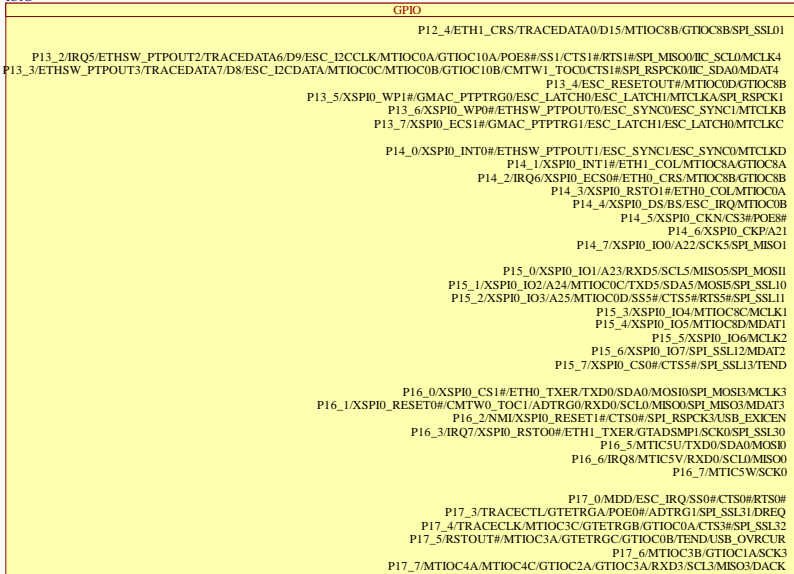 GPIO
P12_4/ETH1_CRS/TRACEDATA0/D15/MTIOC8B/GTIOC8B/SPI_SSL01
P13_2/IRQ5/ETHSW_PTPOUT2/TRACEDATA6/D9/ESC_I2CCLK/MTIOC0A/GTIOC10A/POE8#/SS1/CTS1#/RTS1#/SPI_MISO0/IIC_SCL0/MCLK4
P13_3/ETHSW_PTPOUT3/TRACEDATA7/D8/ESC_I2CDATA/MTIOC0C/MTIOC0B/GTIOC10B/CMTW1_TOC0/CTS1#/SPI_RSPCK0/IIC_SDA0/MDAT4
P13_4/ESC_RESETOUT#/MTIOC0D/GTIOC8B
P13_5/XSPI0_WP1#/GMAC_PTPTRG0/ESC_LATCH0/ESC_LATCH1/MTCLKA/SPI_RSPCK1
P13_6/XSPI0_WP0#/ETHSW_PTPOUT0/ESC_SYNC0/ESC_SYNC1/MTCLKB
P13_7/XSPI0_ECS1#/GMAC_PTPTRG1/ESC_LATCH1/ESC_LATCH0/MTCLKC
P14_0/XSPI0_INT0#/ETHSW_PTPOUT1/ESC_SYNC1/ESC_SYNC0/MTCLKD
P14_1/XSPI0_INT1#/ETH1_COL/MTIOC8A/GTIOC8A
P14_2/IRQ6/XSPI0_ECS0#/ETH0_CRS/MTIOC8B/GTIOC8B
P14_3/XSPI0_RSTO1#/ETH0_COL/MTIOC0A
P14_4/XSPI0_DS/BS/ESC_IRQ/MTIOC0B
P14_5/XSPI0_CKN/CS3#/POE8#
P14_6/XSPI0_CKP/A21
P14_7/XSPI0_IO0/A22/SCK5/SPI_MISO1
P15_0/XSPI0_IO1/A23/RXD5/SCL5/MISO5/SPI_MOSI1
P15_1/XSPI0_IO2/A24/MTIOC0C/TXD5/SDA5/MOSI5/SPI_SSL10
P15_2/XSPI0_IO3/A25/MTIOC0D/SS5#/CTS5#/RTS5#/SPI_SSL11
P15_3/XSPI0_IO4/MTIOC8C/MCLK1
P15_4/XSPI0_IO5/MTIOC8D/MDAT1
P15_5/XSPI0_IO6/MCLK2
P15_6/XSPI0_IO7/SPI_SSL12/MDAT2
P15_7/XSPI0_CS0#/CTS5#/SPI_SSL13/TEND
P16_0/XSPI0_CS1#/ETH0_TXER/TXD0/SDA0/MOSI0/SPI_MOSI3/MCLK3
P16_1/XSPI0_RESET0#/CMTW0_TOC1/ADTRG0/RXD0/SCL0/MISO0/SPI_MISO3/MDAT3
P16_2/NMI/XSPI0_RESET1#/CTS0#/SPI_RSPCK3/USB_EXICEN
P16_3/IRQ7/XSPI0_RSTO0#/ETH1_TXER/GTADSMP1/SCK0/SPI_SSL30
P16_5/MTIC5U/TXD0/SDA0/MOSI0
P16_6/IRQ8/MTIC5V/RXD0/SCL0/MISO0
P16_7/MTIC5W/SCK0
P17_0/MDD/ESC_IRQ/SS0#/CTS0#/RTS0#
P17_3/TRACECTL/GTETRGA/POE0#/ADTRG1/SPI_SSL31/DREQ
P17_4/TRACECLK/MTIOC3C/GTETRGB/GTIOC0A/CTS3#/SPI_SSL32
P17_5/RSTOUT#/MTIOC3A/GTETRGC/GTIOC0B/TEND/USB_OVRCUR
P17_6/MTIOC3B/GTIOC1A/SCK3
P17_7/MTIOC4A/MTIOC4C/GTIOC2A/GTIOC3A/RXD3/SCL3/MISO3/DACK